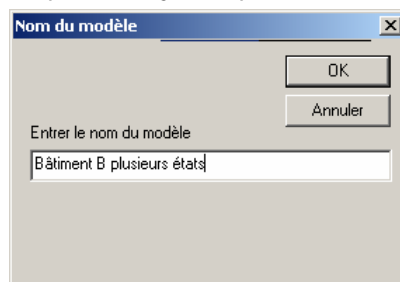 Nom du modèle
OK
Annuler
Entrer le nom du modèle
Bâtiment B plusieurs états